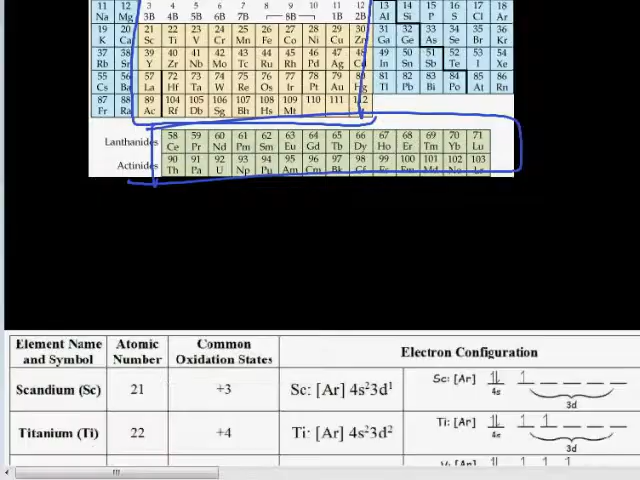 11 12 3 4 5 6 7 8 9 10 11 12 13 14 15 16 17 18
Na Mg 3B 4B 5B 6B 7B 8B 1B 2B Al Si P S Cl Ar
19 20 21 22 23 24 25 26 27 28 29 30 31 32 33 34 35 36
K Ca Sc Ti V Cr Mn Fe Co Ni Cu Zn Ga Ge As Se Br Kr
37 38 39 40 41 42 43 44 45 46 47 48 49 50 51 52 53 54
Rb Sr Y Zr Nb Mo Tc Ru Rh Pd Ag Cd In Sn Sb Te I Xe
55 56 57 72 73 74 75 76 77 78 79 80 81 82 83 84 85 86
Cs Ba La Hf Ta W Re Os Ir Pt Au Hg Tl Pb Bi Po At Rn
87 88 89 104 105 106 107 108 109 110 111 112
Fr Ra Ac Rf Db Sg Bh Hs Mt
Lanthanides 58 59 60 61 62 63 64 65 66 67 68 69 70 71
Ce Pr Nd Pm Sm Eu Gd Tb Dy Ho Er Tm Yb Lu
Actinides 90 91 92 93 94 95 96 97 98 99 100 101 102 103
Th Pa U Np Pu Am Cm Bk Cf Es Fm Md No Lr
Element Name and Symbol Atomic Number Common Oxidation States Electron Configuration
Scandium (Sc) 21 +3 Sc: [Ar] 4s²3d¹ Sc: [Ar] 4s 3d
Titanium (Ti) 22 +4 Ti: [Ar] 4s²3d² Ti: [Ar] 4s 3d
V: [Ar]